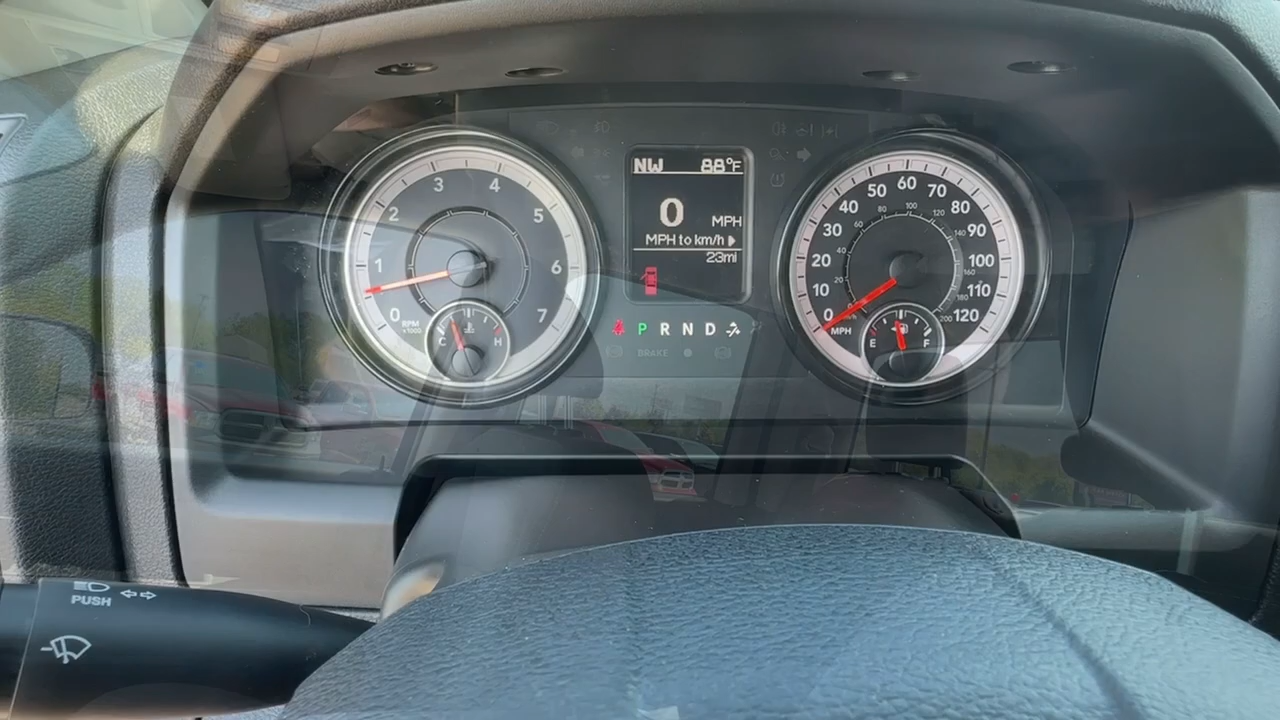 NW 88°F
0 MPH
MPH to km/h
23mi
P R N D
BRAKE
0 1 2 3 4 5 6 7
RPM
x1000
C H
0 10 20 30 40 50 60 70 80 90 100 110 120
20 40 60 80 100 120 140 160 180
MPH
E F
PUSH